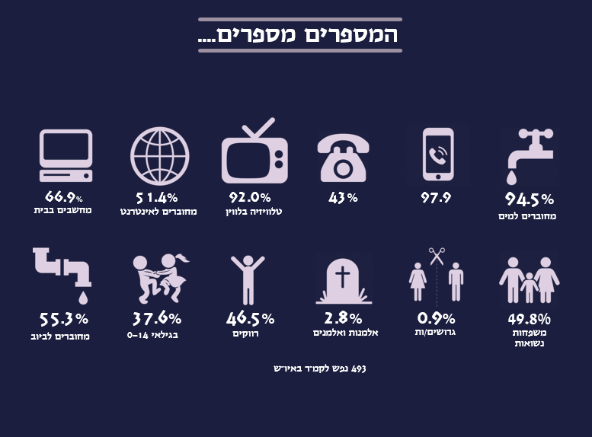 המספרים מספרים....
94.5%
מחוברים למים
97.9
43%
92.0%
טלוויזיה בלווין
51.4%
מחוברים לאינטרנט
66.9%
מחשבים בבית
49.8%
משפחות
נשואות
0.9%
גרושים/ות
2.8%
אלמנות ואלמנים
46.5%
רווקים
37.6%
בגילאי 0-14
55.3%
מחוברים לביוב
493 נפש לקמ״ר באיו״ש